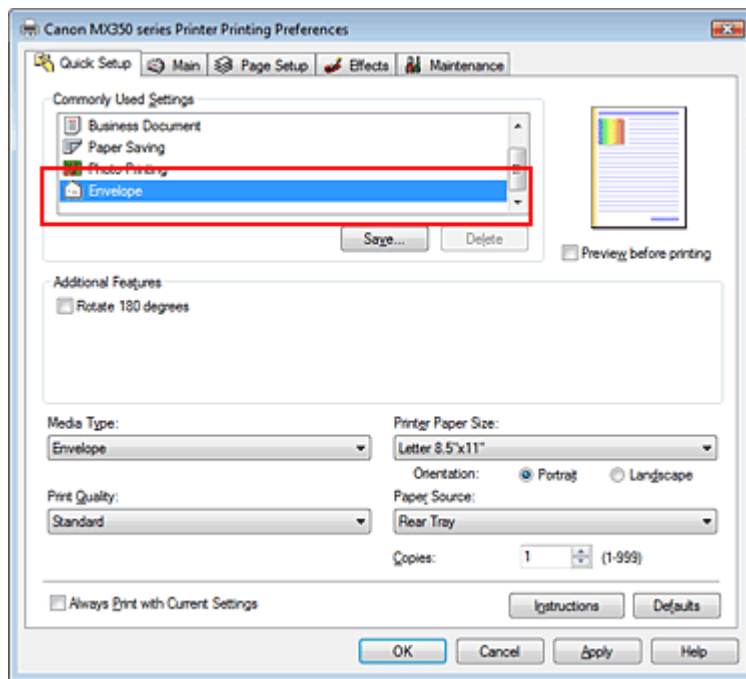 Canon MX350 series Printer Printing Preferences
Quick Setup Main Page Setup Effects Maintenance
Commonly Used Settings
Business Document
Paper Saving
Photo Printing
Envelope
Save... Delete
Preview before printing
Additional Features
Rotate 180 degrees
Media Type: Printer Paper Size:
Envelope Letter 8.5"x11"
Orientation: Portrait Landscape
Print Quality: Paper Source:
Standard Rear Tray
Copies: 1 (1-999)
Always Print with Current Settings Instructions Defaults
OK Cancel Apply Help